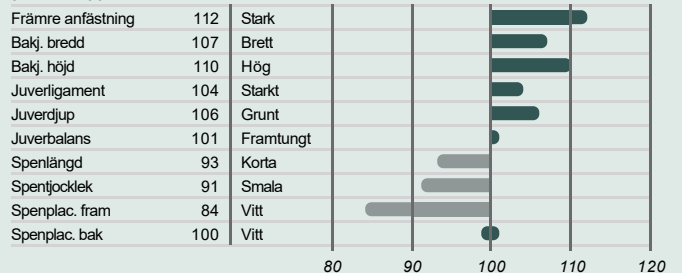 Främre anfästning 112 Stark
Bakj. bredd 107 Brett
Bakj. höjd 110 Hög
Juverligament 104 Starkt
Juverdjup 106 Grunt
Juverbalans 101 Framtungt
Spenlängd 93 Korta
Spentjocklek 91 Smala
Spenplac. fram 84 Vitt
Spenplac. bak 100 Vitt
80 90 100 110 120